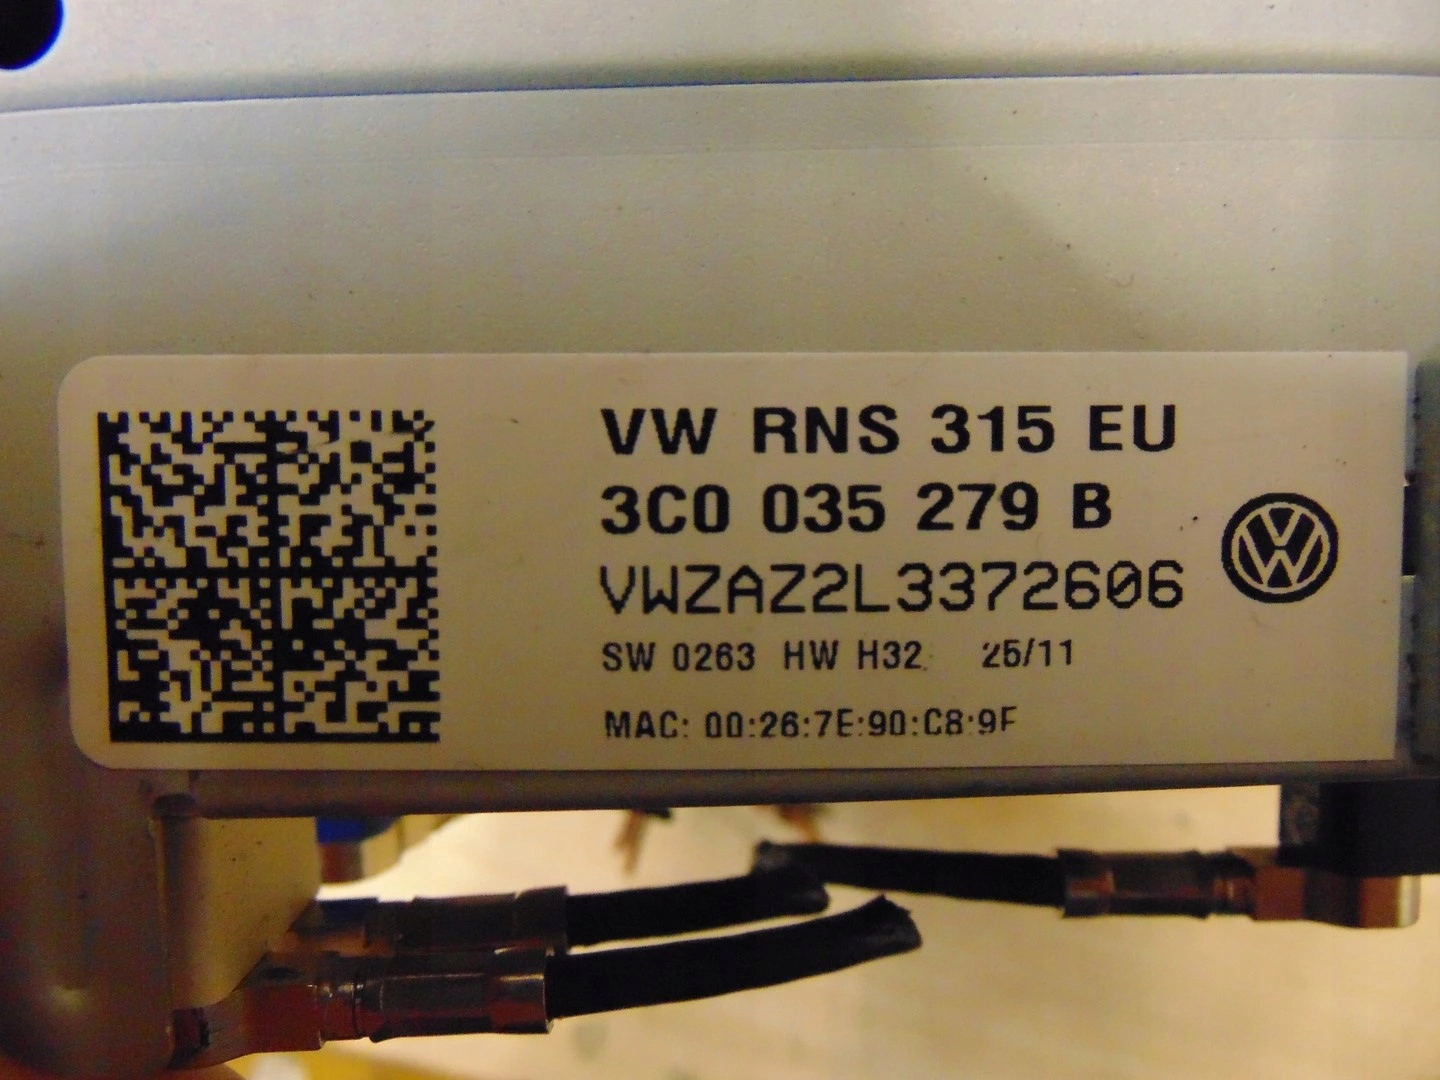 VW RNS 315 EU
3C0 035 279 B
VWZAZ2L3372606
SW 0263 HW H32 25/11
MAC: 00:26:7E:90:C8:9F